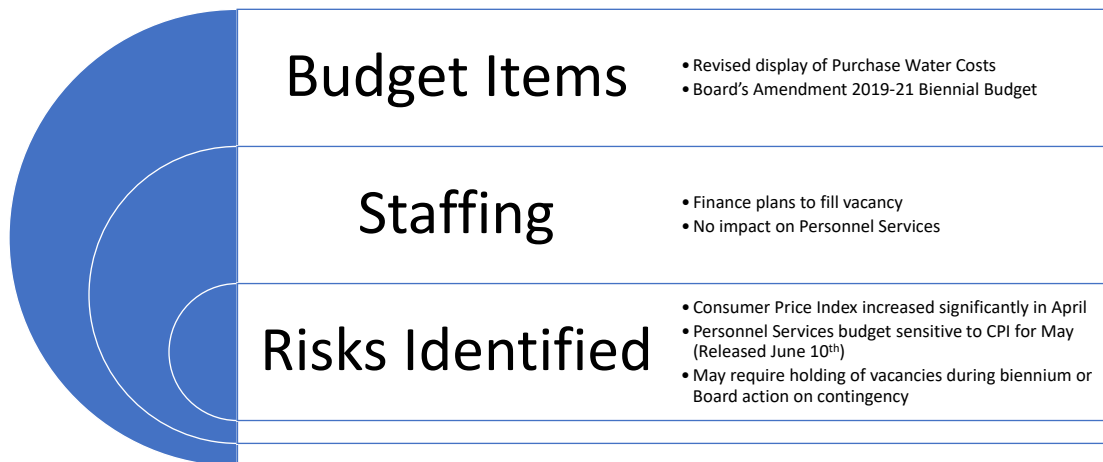 Budget Items
• Revised display of Purchase Water Costs
• Board's Amendment 2019-21 Biennial Budget
Staffing
• Finance plans to fill vacancy
• No impact on Personnel Services
Risks Identified
• Consumer Price Index increased significantly in April
• Personnel Services budget sensitive to CPI for May
(Released June 10th)
• May require holding of vacancies during biennium or
Board action on contingency